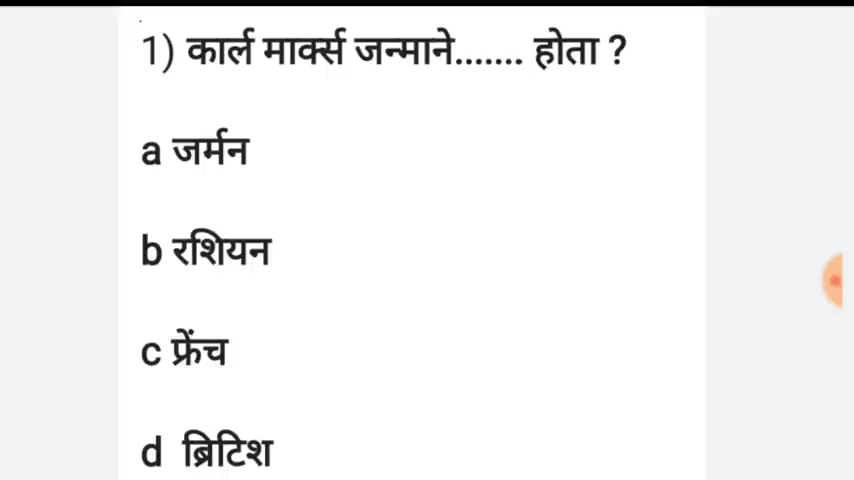 1) कार्ल मार्क्स जन्माने....... होता ?
a जर्मन
b रशियन
c फ्रेंच
d ब्रिटिश